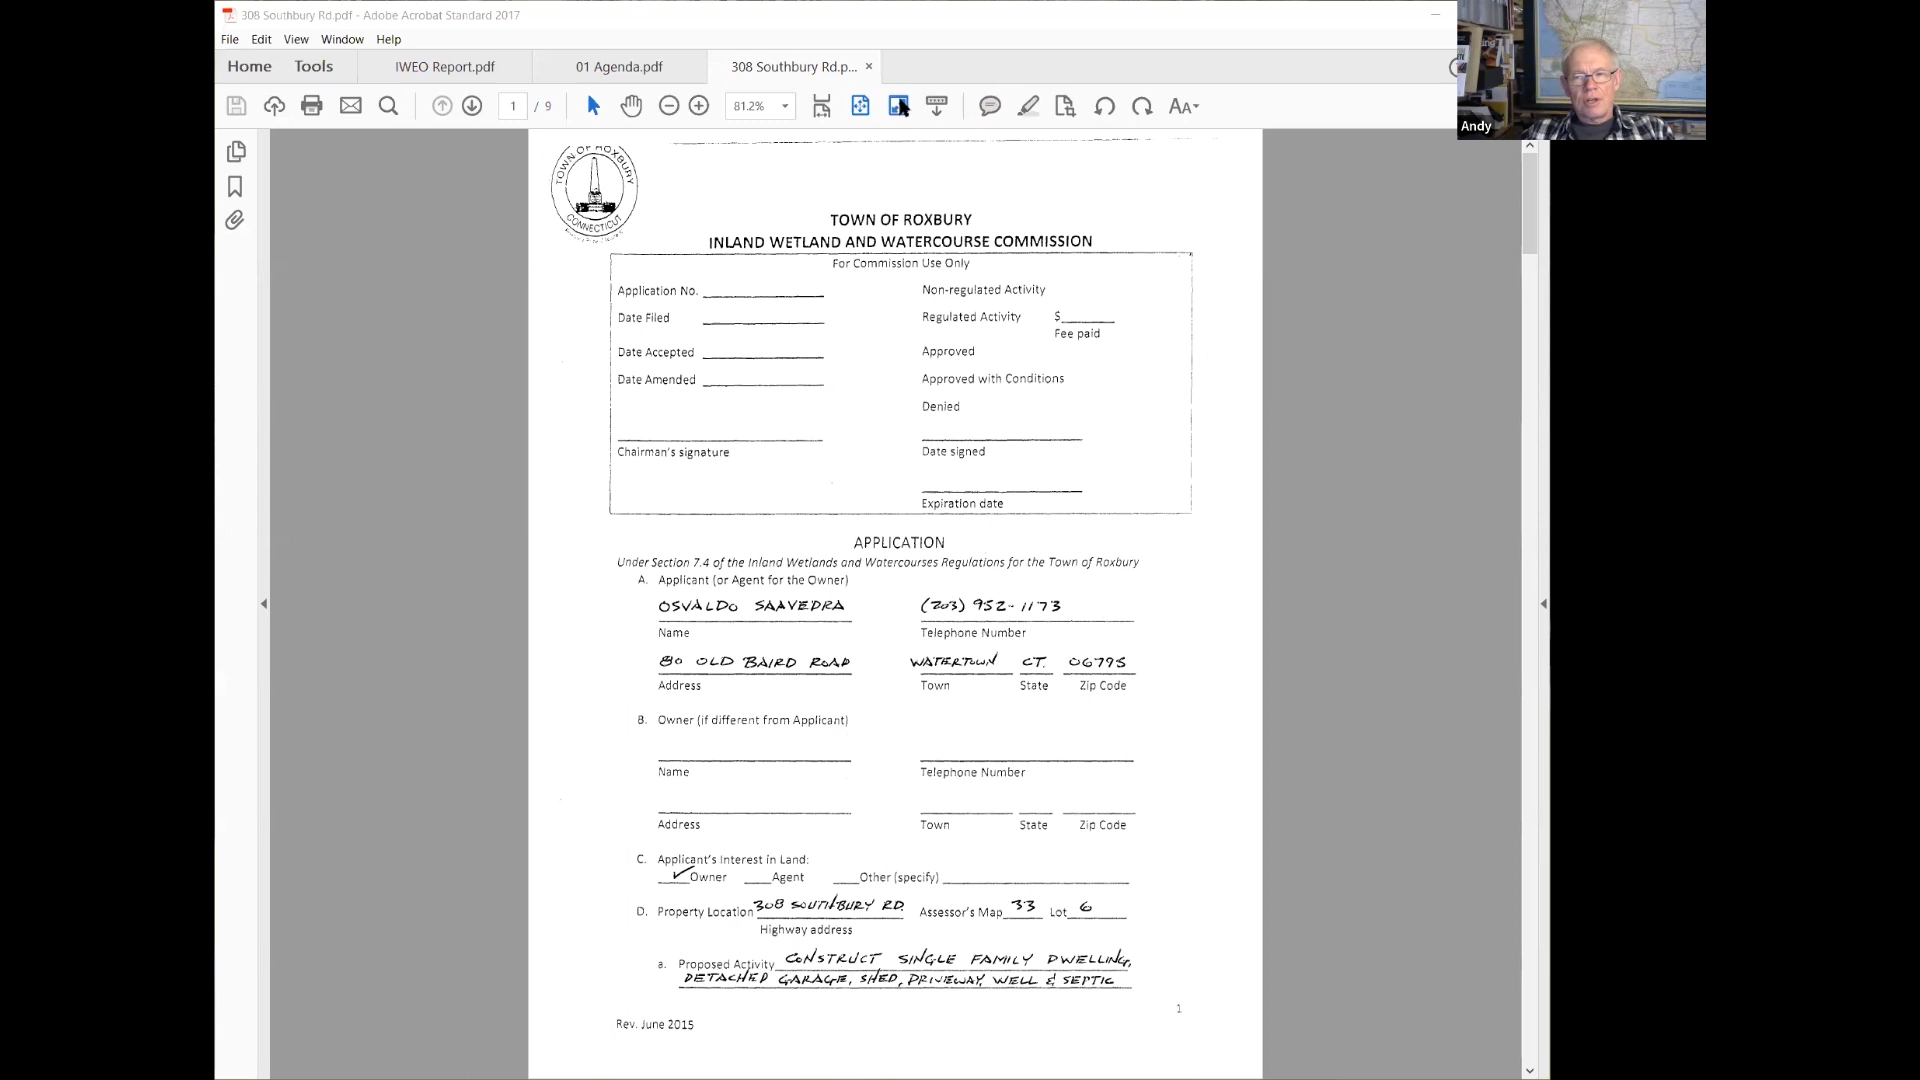 308 Southbury Rd.pdf - Adobe Acrobat Standard 2017
File Edit View Window Help
Home Tools IWEO Report.pdf 01 Agenda.pdf 308 Southbury Rd.p... ×
1 / 9 81.2%
Andy
TOWN OF ROXBURY
CONNECTICUT
TOWN OF ROXBURY
INLAND WETLAND AND WATERCOURSE COMMISSION
For Commission Use Only
Application No. Non-regulated Activity
Date Filed Regulated Activity $
Fee paid
Date Accepted Approved
Date Amended Approved with Conditions
Denied
Chairman's signature Date signed
Expiration date
APPLICATION
Under Section 7.4 of the Inland Wetlands and Watercourses Regulations for the Town of Roxbury
A. Applicant (or Agent for the Owner)
OSVALDO SAAVEDRA (203) 952-1173
Name Telephone Number
80 OLD BAIRD ROAD WATERTOWN CT. 06795
Address Town State Zip Code
B. Owner (if different from Applicant)
Name Telephone Number
Address Town State Zip Code
C. Applicant's Interest in Land:
✓ Owner Agent Other (specify)
D. Property Location 308 SOUTHBURY RD. Assessor's Map 33 Lot 6
Highway address
a. Proposed Activity CONSTRUCT SINGLE FAMILY DWELLING,
DETACHED GARAGE, SHED, DRIVEWAY, WELL & SEPTIC
1
Rev. June 2015